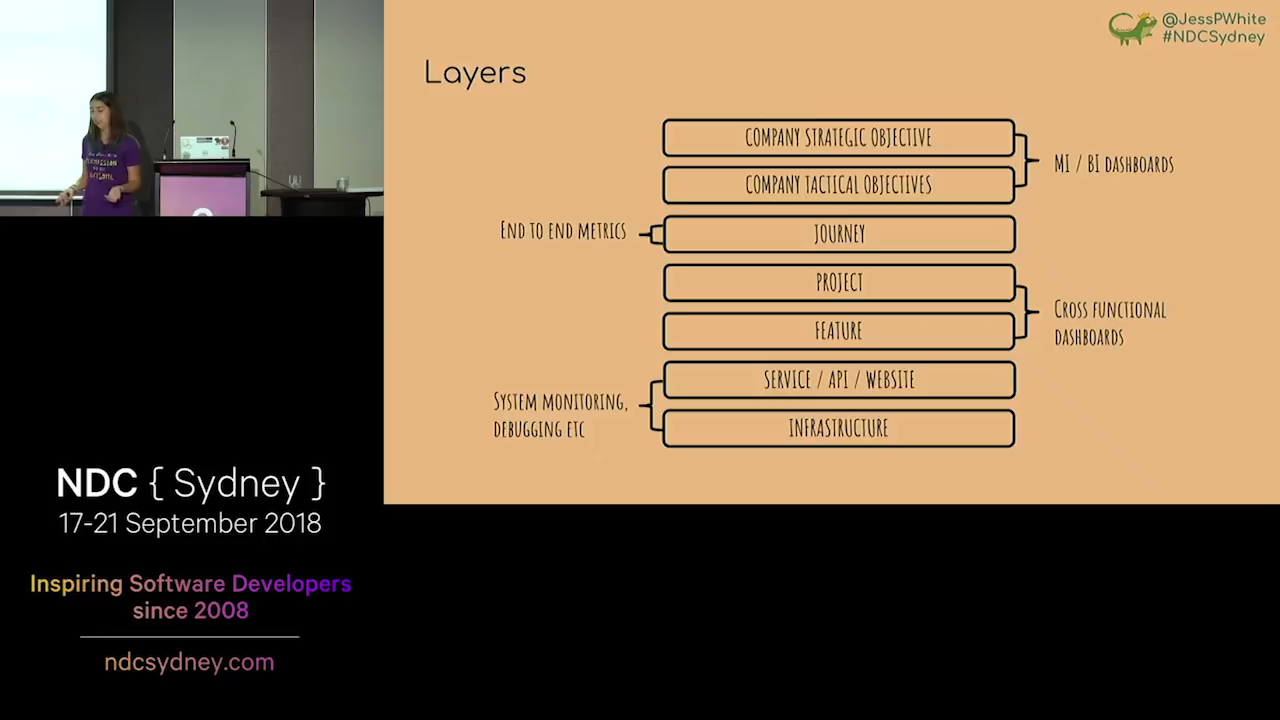 @JessPWhite
#NDCSydney
Layers
COMPANY STRATEGIC OBJECTIVE
COMPANY TACTICAL OBJECTIVES
MI / BI DASHBOARDS
END TO END METRICS
JOURNEY
PROJECT
FEATURE
CROSS FUNCTIONAL
DASHBOARDS
SERVICE / API / WEBSITE
INFRASTRUCTURE
SYSTEM MONITORING,
DEBUGGING ETC
NDC { Sydney }
17-21 September 2018
Inspiring Software Developers
since 2008
ndcsydney.com